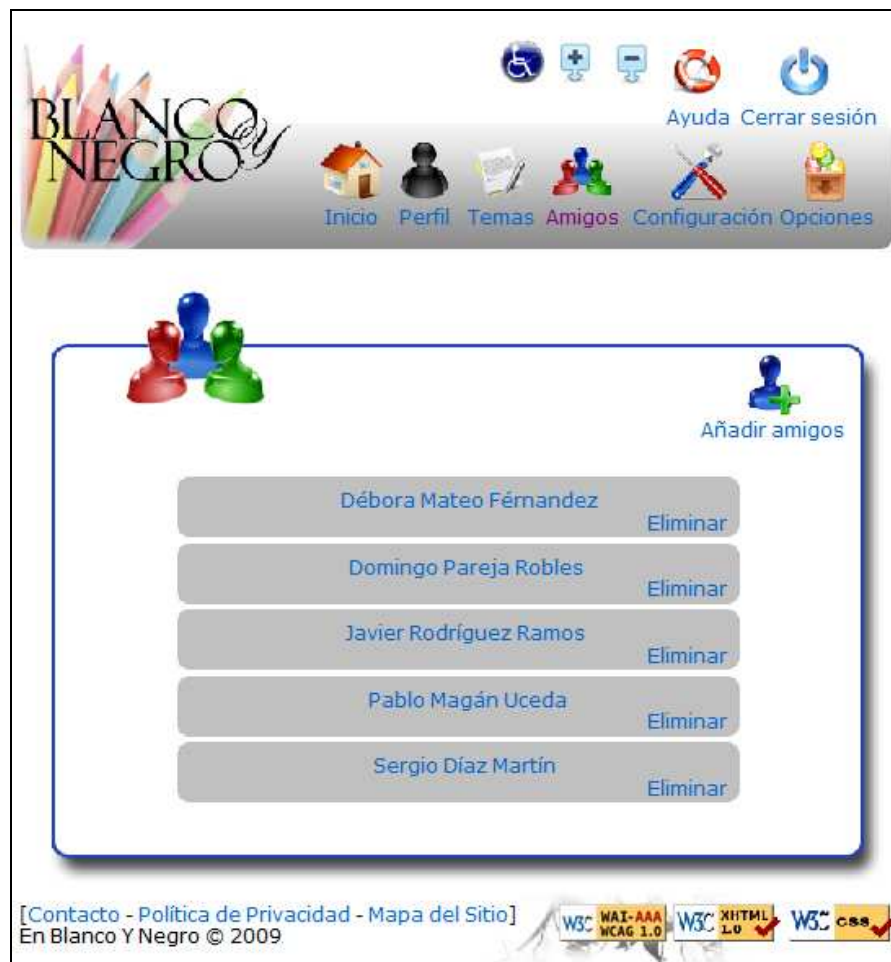 BLANCO Y
NEGRO
Ayuda Cerrar sesión
Inicio Perfil Temas Amigos Configuración Opciones
Añadir amigos
Débora Mateo Férnandez
Eliminar
Domingo Pareja Robles
Eliminar
Javier Rodríguez Ramos
Eliminar
Pablo Magán Uceda
Eliminar
Sergio Díaz Martín
Eliminar
[Contacto - Política de Privacidad - Mapa del Sitio]
En Blanco Y Negro © 2009
W3C WAI-AAA WCAG 1.0
W3C XHTML 1.0
W3C css